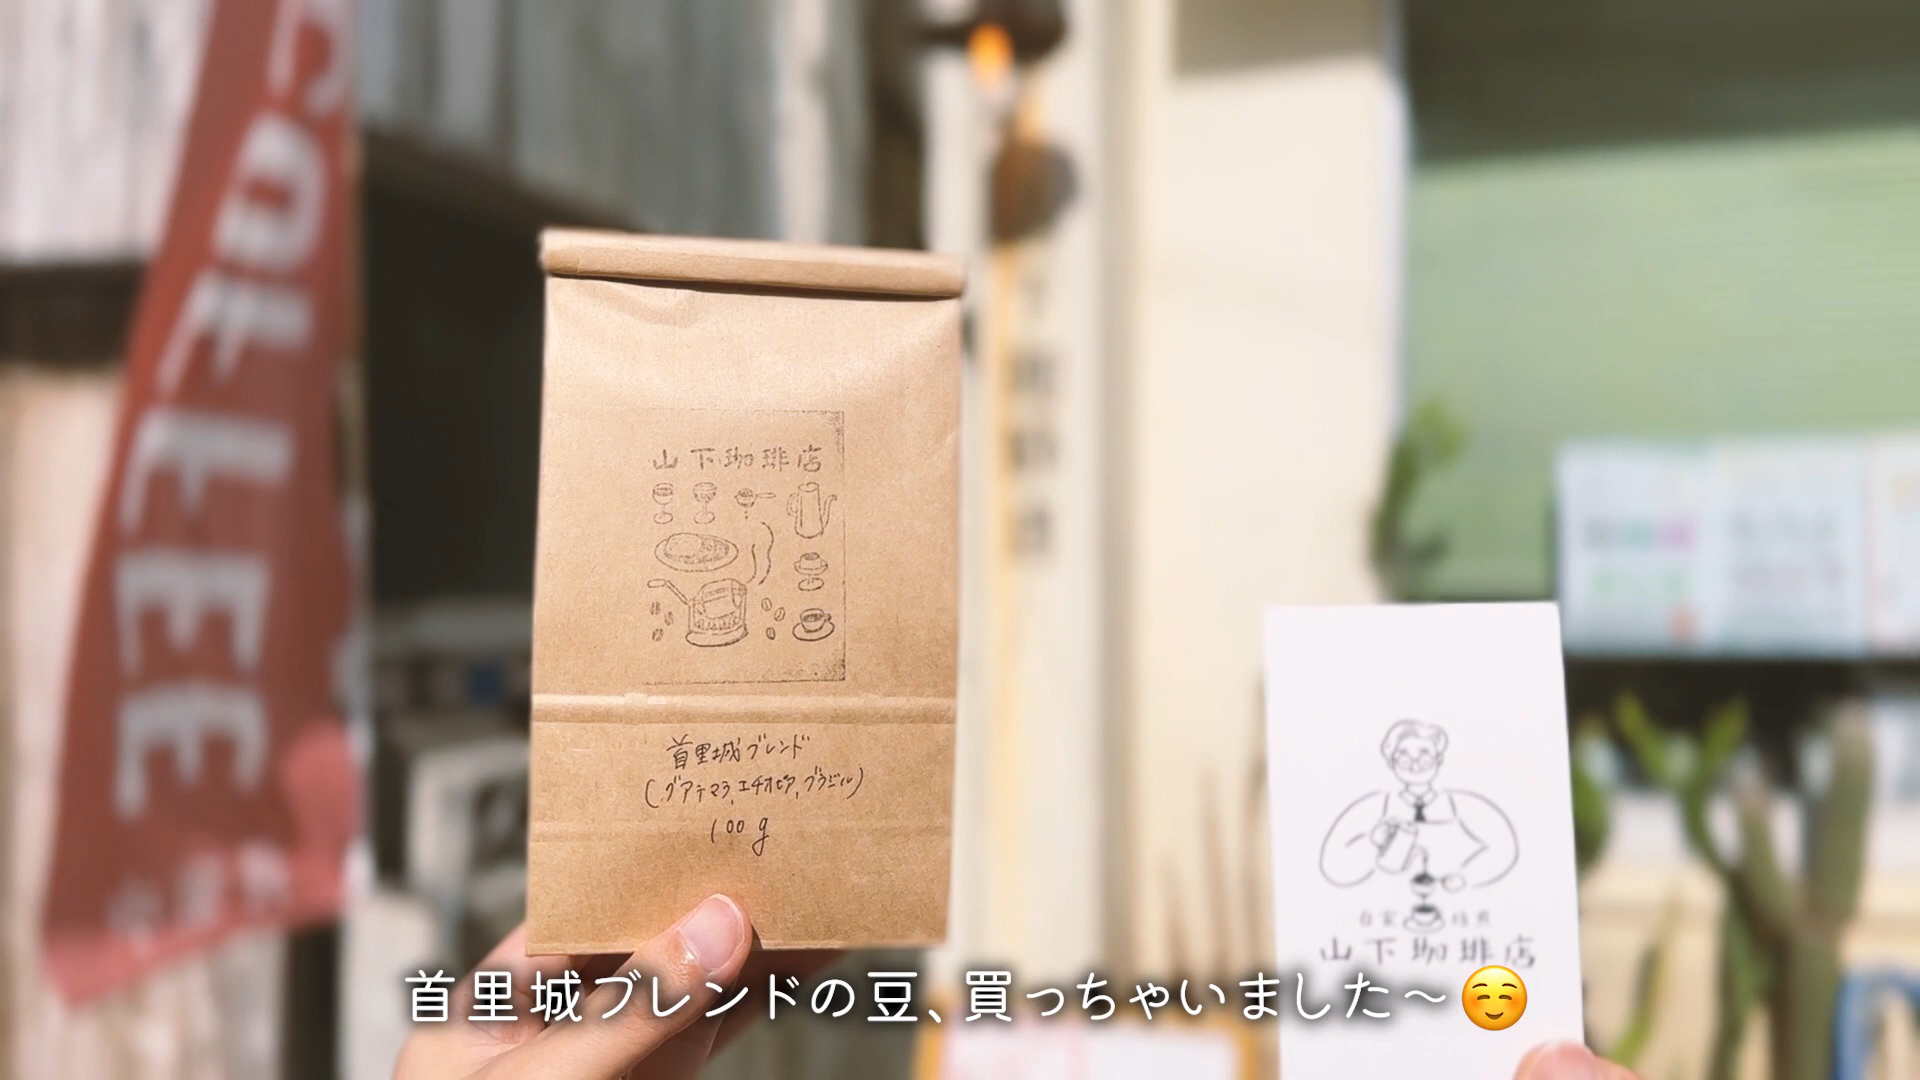 COFFEE
山下珈琲店
首里城ブレンド
(グアテマラ,エチオピア,ブラジル)
100g
自家焙煎
山下珈琲店
首里城ブレンドの豆、買っちゃいました〜☺️